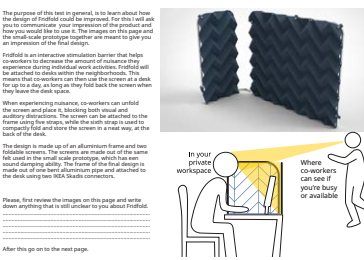 The purpose of this text in general, is to learn about how
the design of Fridfold could be improved. For this I will ask
you to communicate your impression of the product and
how you would like to use it. The images on this page and
the small-scale prototype together are meant to give you
an impression of the final design.
Fridfold is an interactive stimulation barrier that helps
co-workers to decrease the amount of nuisance they
experience during individual work activities. Fridfold will
be attached to desks within the neighborhoods. This
means that co-workers can then use the screen at a desk
for up to a day, as long as they fold back the screen when
they leave the desk space.
When experiencing nuisance, co-workers can unfold
the screen and place it, blocking both visual and
auditory distractions. The screen can be attached to the
frame using five straps, while the sixth strap is used to
compactly fold and store the screen in a neat way, at the
back of the desk.
The design is made up of an alluminium frame and two
foldable screens. The screens are made out of the same
felt used in the small scale prototype, which has een
sound damping ability. The frame of the final design is
made out of one bent alluminium pipe and attached to
the desk using two IKEA Skadis connectors.
Please, first review the images on this page and write
down anything that is still unclear to you about Fridfold.
After this go on to the next page.
In your
private
workspace
Where
co-workers
can see if
you're busy
or available